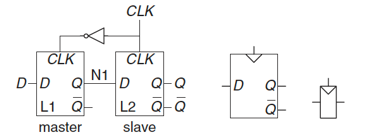 CLK
CLK CLK
D D Q N1 D Q Q D Q
L1 Q̅ L2 Q̅ Q̅ Q̅
master slave